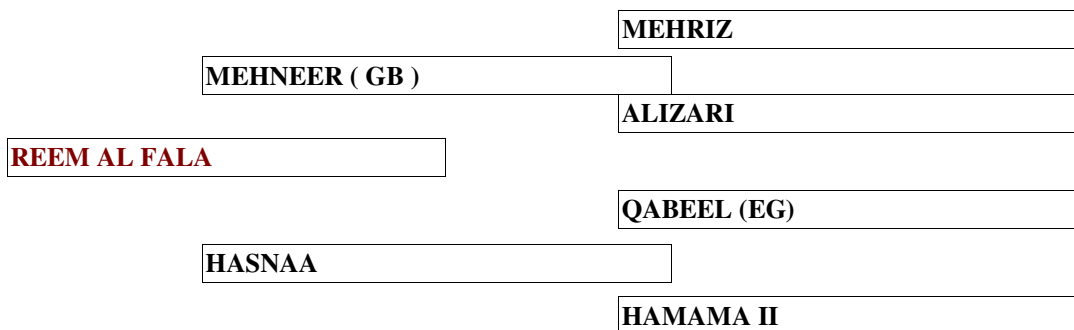 MEHRIZ
MEHNEER ( GB )
ALIZARI
REEM AL FALA
QABEEL (EG)
HASNAA
HAMAMA II